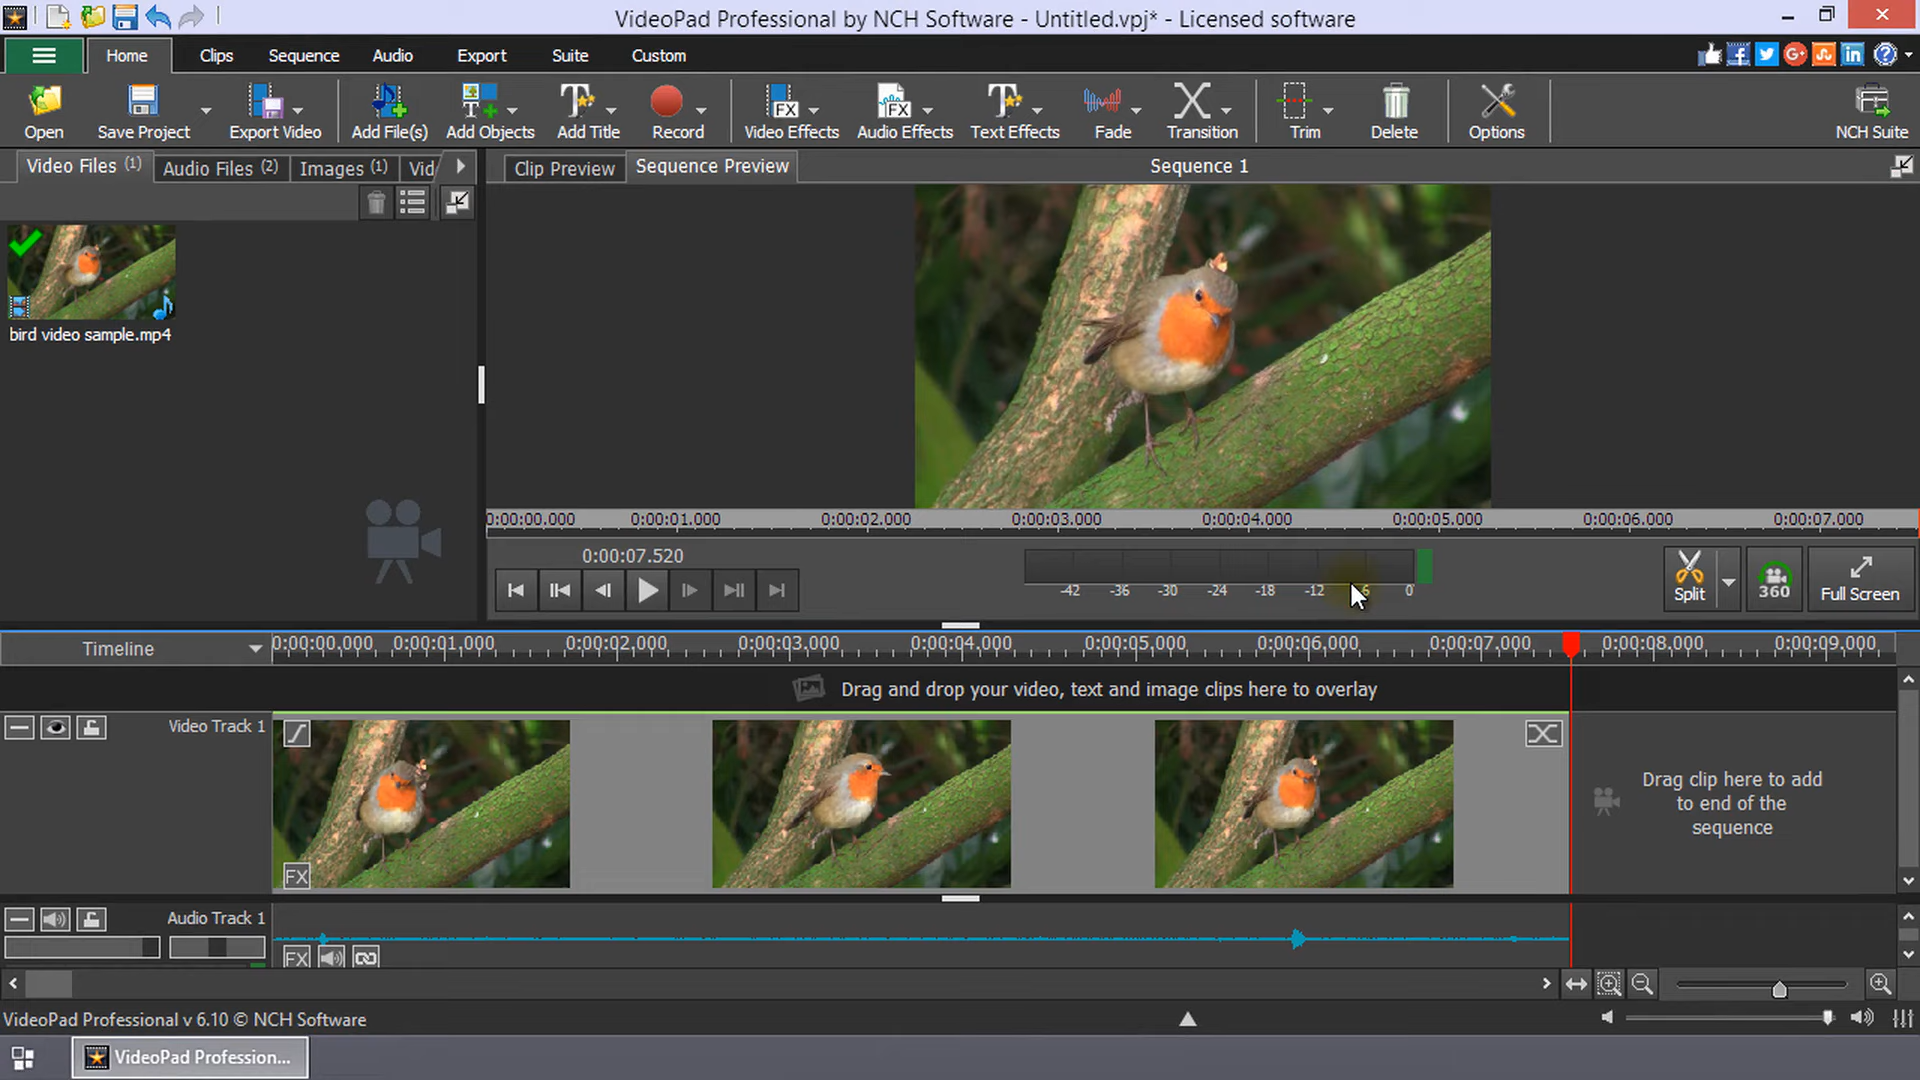 VideoPad Professional by NCH Software - Untitled.vpj* - Licensed software
Home Clips Sequence Audio Export Suite Custom
Open Save Project Export Video Add File(s) Add Objects Add Title Record Video Effects Audio Effects Text Effects Fade Transition Trim Delete Options NCH Suite
Video Files (1) Audio Files (2) Images (1) Vid
Clip Preview Sequence Preview Sequence 1
bird video sample.mp4
0:00:00.000 0:00:01.000 0:00:02.000 0:00:03.000 0:00:04.000 0:00:05.000 0:00:06.000 0:00:07.000
0:00:07.520
-42 -36 -30 -24 -18 -12 6 0
Split 360 Full Screen
Timeline 0:00:00.000 0:00:01.000 0:00:02.000 0:00:03.000 0:00:04.000 0:00:05.000 0:00:06.000 0:00:07.000 0:00:08.000 0:00:09.000
Drag and drop your video, text and image clips here to overlay
Video Track 1
Drag clip here to add
to end of the
sequence
FX
Audio Track 1
FX
VideoPad Professional v 6.10 © NCH Software
VideoPad Profession...